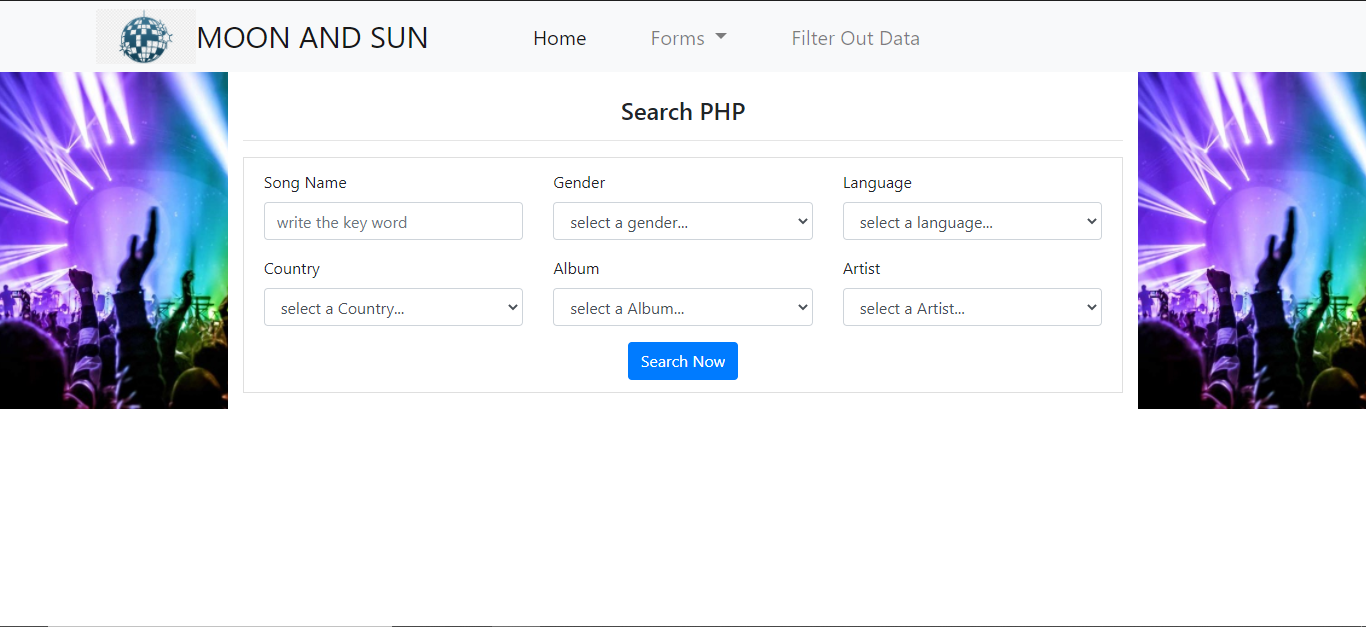 MOON AND SUN Home Forms Filter Out Data
Search PHP
Song Name Gender Language
write the key word select a gender... select a language...
Country Album Artist
select a Country... select a Album... select a Artist...
Search Now